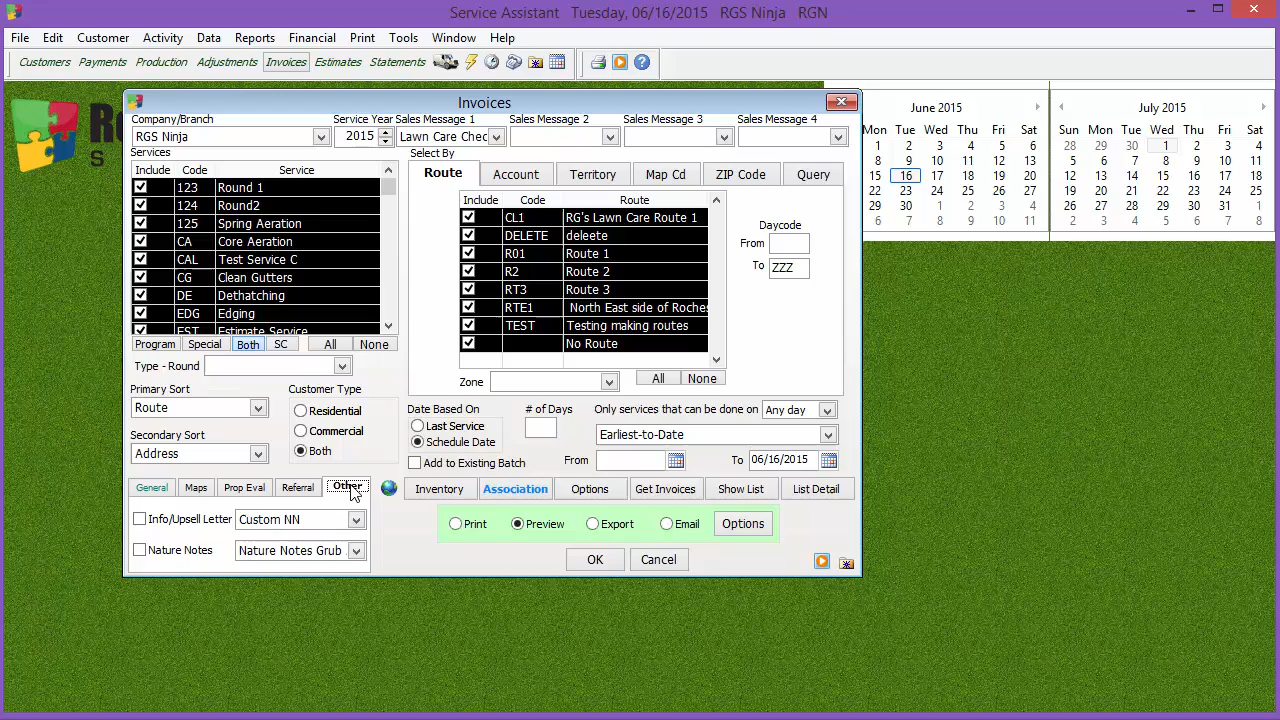 Service Assistant Tuesday, 06/16/2015 RGS Ninja RGN
File Edit Customer Activity Data Reports Financial Print Tools Window Help
Customers Payments Production Adjustments Invoices Estimates Statements
Invoices
Company/Branch Service Year Sales Message 1 Sales Message 2 Sales Message 3 Sales Message 4
RGS Ninja 2015 Lawn Care Chec
Services
Include Code Service
123 Round 1
124 Round2
125 Spring Aeration
CA Core Aeration
CAL Test Service C
CG Clean Gutters
DE Dethatching
EDG Edging
EST Estimate Service
Program Special Both SC All None
Type - Round
Primary Sort
Route
Secondary Sort
Address
Customer Type
Residential
Commercial
Both
Select By
Route Account Territory Map Cd ZIP Code Query
Include Code Route
CL1 RG's Lawn Care Route 1
DELETE deleete
R01 Route 1
R2 Route 2
RT3 Route 3
RTE1 North East side of Roches
TEST Testing making routes
No Route
Zone All None
Daycode
From
To ZZZ
Date Based On
Last Service
Schedule Date
Add to Existing Batch
# of Days
Only services that can be done on Any day
Earliest-to-Date
From To 06/16/2015
General Maps Prop Eval Referral Other
Info/Upsell Letter Custom NN
Nature Notes Nature Notes Grub
Inventory Association Options Get Invoices Show List List Detail
Print Preview Export Email Options
OK Cancel
June 2015
Mon Tue Wed Thu Fri Sat
1 2 3 4 5 6
8 9 10 11 12 13
15 16 17 18 19 20
22 23 24 25 26 27
29 30 1 2 3 4
6 7 8 9 10 11
July 2015
Sun Mon Tue Wed Thu Fri Sat
28 29 30 1 2 3 4
5 6 7 8 9 10 11
12 13 14 15 16 17 18
19 20 21 22 23 24 25
26 27 28 29 30 31 1
2 3 4 5 6 7 8